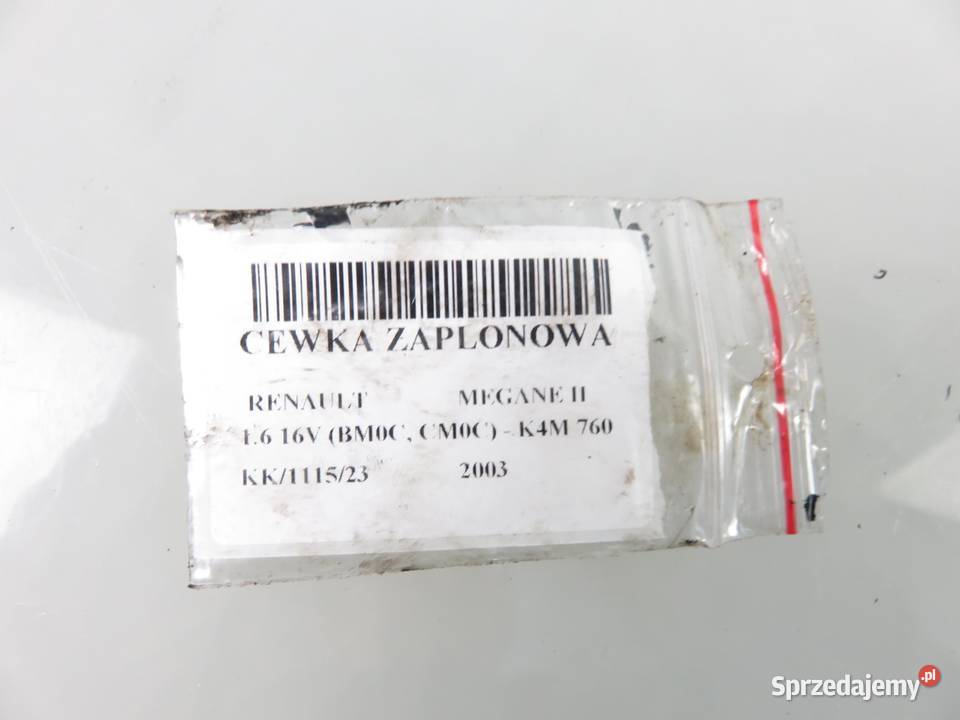 CEWKA ZAPLONOWA
RENAULT MEGANE II
1.6 16V (BM0C, CM0C) - K4M 760
KK/1115/23 2003
Sprzedajemy.pl